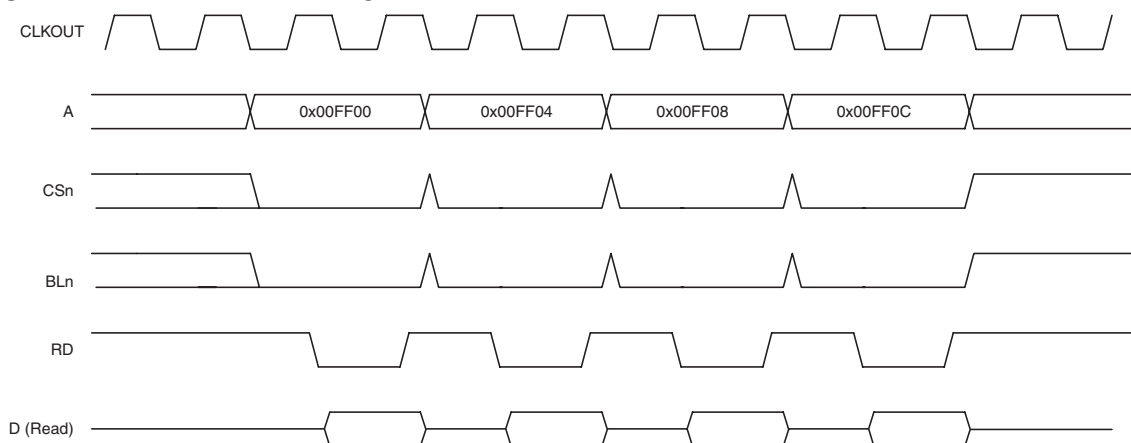 CLKOUT
A
0x00FF00 0x00FF04 0x00FF08 0x00FF0C
CSn
BLn
RD
D (Read)